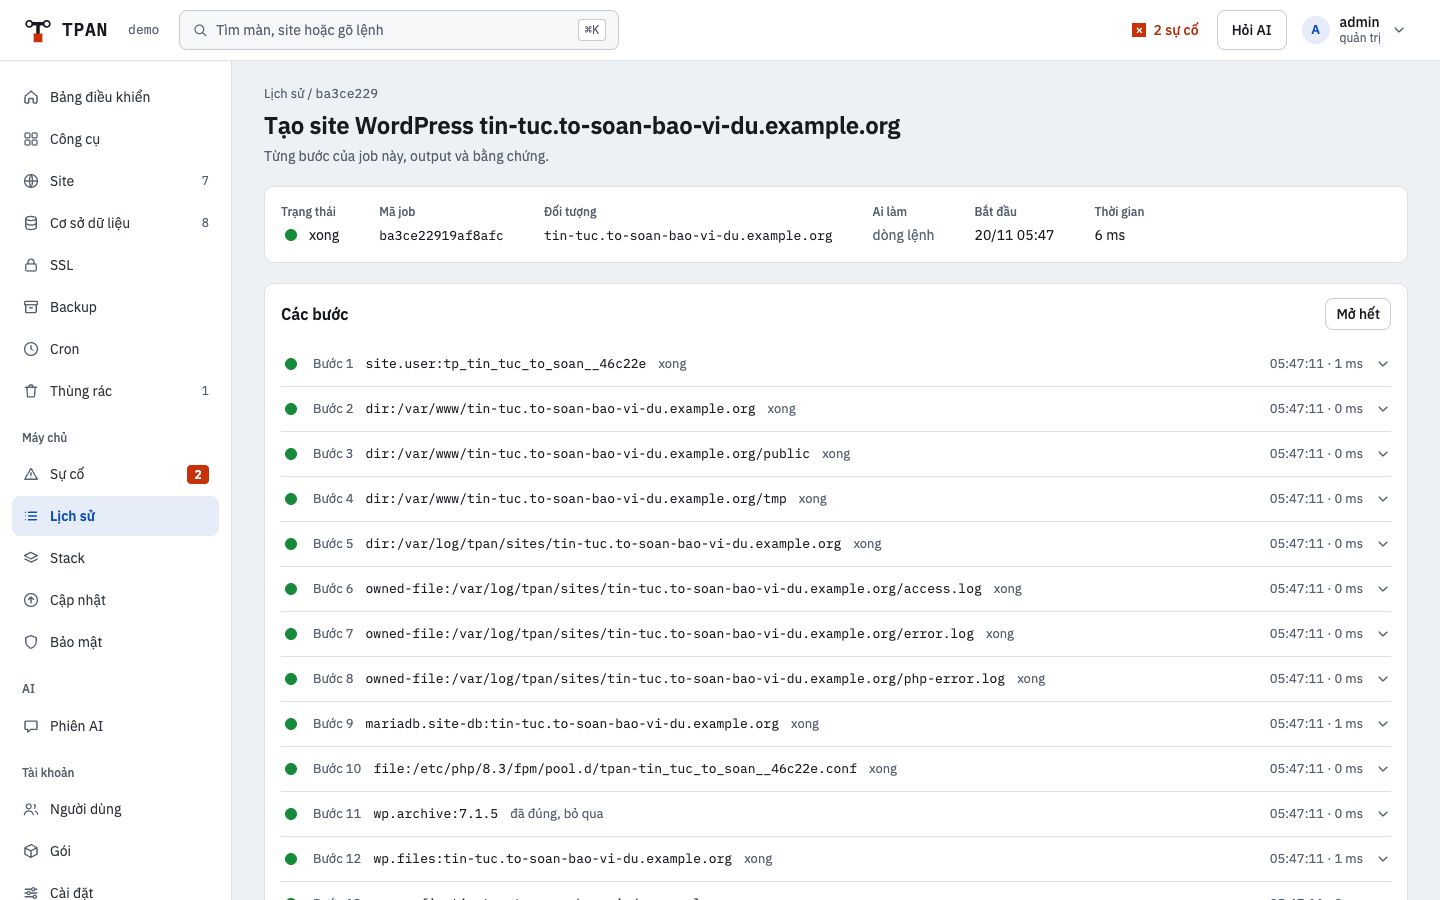 TPAN
demo
Tìm màn, site hoặc gõ lệnh
⌘K
2 sự cố
Hỏi AI
A
admin
quản trị
Bảng điều khiển
Công cụ
Site 7
Cơ sở dữ liệu 8
SSL
Backup
Cron
Thùng rác 1
Máy chủ
Sự cố 2
Lịch sử
Stack
Cập nhật
Bảo mật
AI
Phiên AI
Tài khoản
Người dùng
Gói
Cài đặt
Lịch sử / ba3ce229
Tạo site WordPress tin-tuc.to-soan-bao-vi-du.example.org
Từng bước của job này, output và bằng chứng.
Trạng thái Mã job Đối tượng Ai làm Bắt đầu Thời gian
xong ba3ce22919af8afc tin-tuc.to-soan-bao-vi-du.example.org dòng lệnh 20/11 05:47 6 ms
Các bước
Mở hết
Bước 1 site.user:tp_tin_tuc_to_soan__46c22e xong 05:47:11 · 1 ms
Bước 2 dir:/var/www/tin-tuc.to-soan-bao-vi-du.example.org xong 05:47:11 · 0 ms
Bước 3 dir:/var/www/tin-tuc.to-soan-bao-vi-du.example.org/public xong 05:47:11 · 0 ms
Bước 4 dir:/var/www/tin-tuc.to-soan-bao-vi-du.example.org/tmp xong 05:47:11 · 0 ms
Bước 5 dir:/var/log/tpan/sites/tin-tuc.to-soan-bao-vi-du.example.org xong 05:47:11 · 0 ms
Bước 6 owned-file:/var/log/tpan/sites/tin-tuc.to-soan-bao-vi-du.example.org/access.log xong 05:47:11 · 0 ms
Bước 7 owned-file:/var/log/tpan/sites/tin-tuc.to-soan-bao-vi-du.example.org/error.log xong 05:47:11 · 0 ms
Bước 8 owned-file:/var/log/tpan/sites/tin-tuc.to-soan-bao-vi-du.example.org/php-error.log xong 05:47:11 · 0 ms
Bước 9 mariadb.site-db:tin-tuc.to-soan-bao-vi-du.example.org xong 05:47:11 · 1 ms
Bước 10 file:/etc/php/8.3/fpm/pool.d/tpan-tin_tuc_to_soan__46c22e.conf xong 05:47:11 · 0 ms
Bước 11 wp.archive:7.1.5 đã đúng, bỏ qua 05:47:11 · 0 ms
Bước 12 wp.files:tin-tuc.to-soan-bao-vi-du.example.org xong 05:47:11 · 1 ms